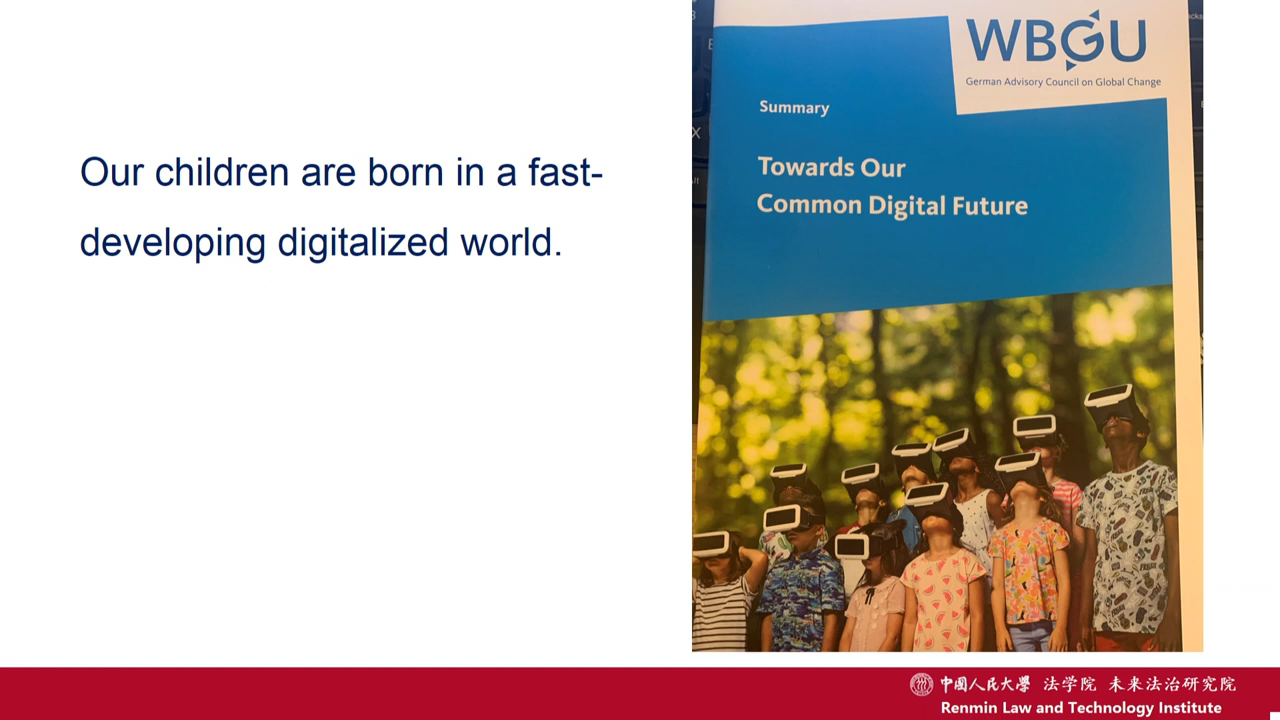 Our children are born in a fast-
developing digitalized world.
WBGU
German Advisory Council on Global Change
Summary
Towards Our
Common Digital Future
中國人民大學 法学院 未来法治研究院
Renmin Law and Technology Institute